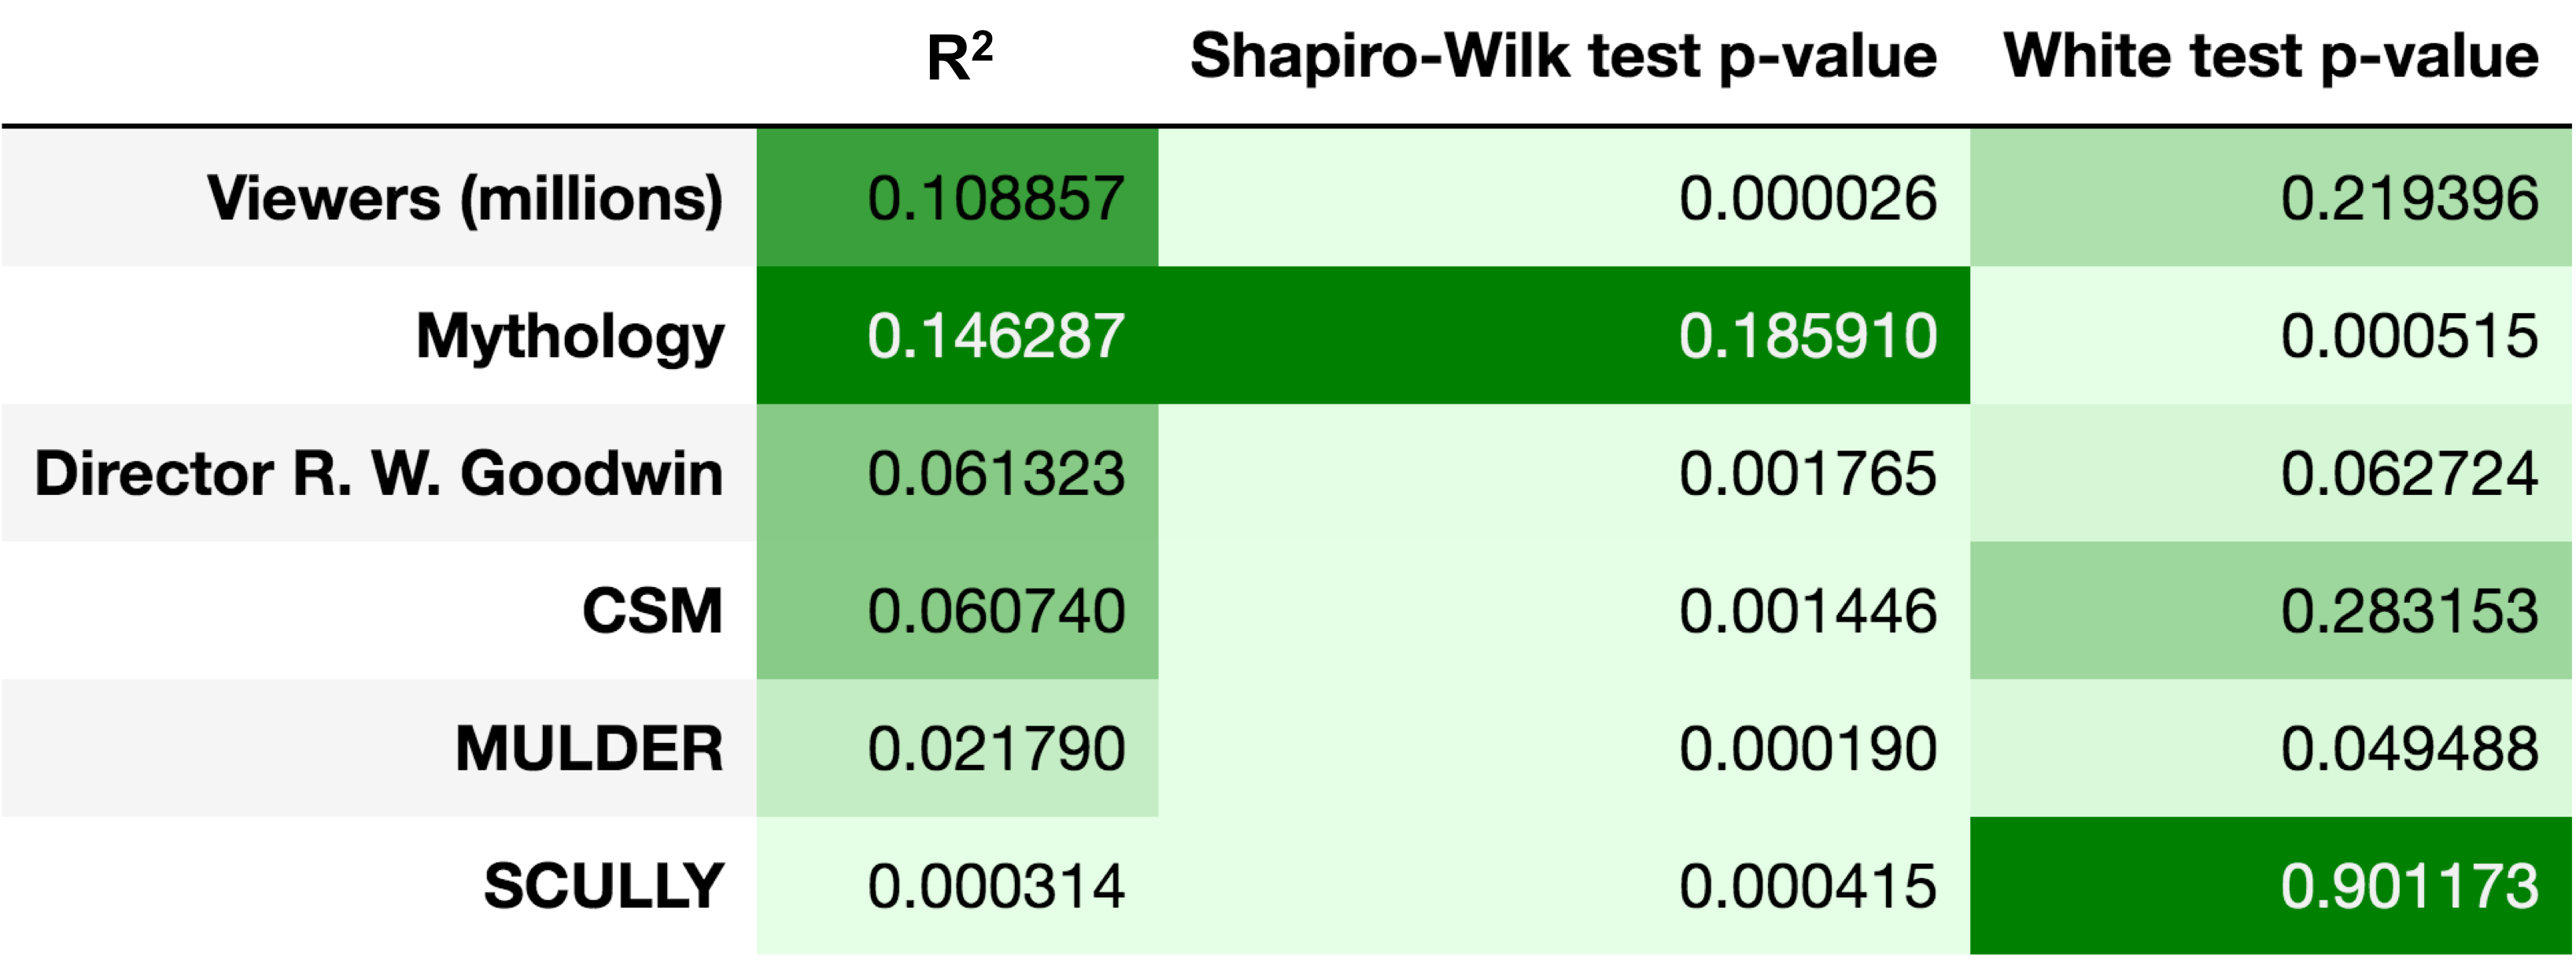 R² Shapiro-Wilk test p-value White test p-value
Viewers (millions) 0.108857 0.000026 0.219396
Mythology 0.146287 0.185910 0.000515
Director R. W. Goodwin 0.061323 0.001765 0.062724
CSM 0.060740 0.001446 0.283153
MULDER 0.021790 0.000190 0.049488
SCULLY 0.000314 0.000415 0.901173